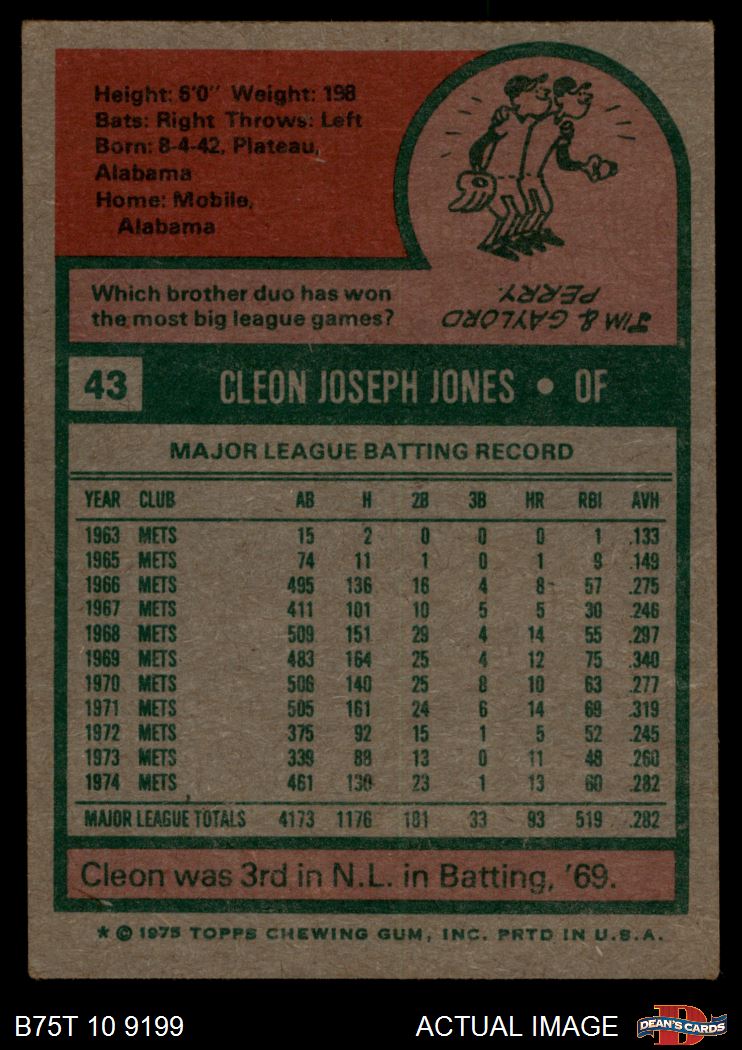 Height: 6'0" Weight: 198
Bats: Right Throws: Left
Born: 8-4-42, Plateau,
Alabama
Home: Mobile,
Alabama
Which brother duo has won
the most big league games?
JIM & GAYLORD
PERRY.
43 CLEON JOSEPH JONES • OF
MAJOR LEAGUE BATTING RECORD
YEAR CLUB AB H 2B 3B HR RBI AVH
1963 METS 15 2 0 0 0 1 .133
1965 METS 74 11 1 0 1 9 .149
1966 METS 495 136 16 4 8 57 .275
1967 METS 411 101 10 5 5 30 .246
1968 METS 509 151 29 4 14 55 .297
1969 METS 483 164 25 4 12 75 .340
1970 METS 506 140 25 8 10 63 .277
1971 METS 505 161 24 6 14 69 .319
1972 METS 375 92 15 1 5 52 .245
1973 METS 339 88 13 0 11 48 .260
1974 METS 461 130 23 1 13 60 .282
MAJOR LEAGUE TOTALS 4173 1176 181 33 93 519 .282
Cleon was 3rd in N.L. in Batting, '69.
* © 1975 TOPPS CHEWING GUM, INC. PRTD IN U.S.A.
B75T 10 9199 ACTUAL IMAGE D DEAN'S CARDS